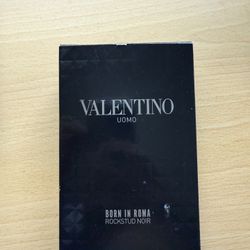 VALENTINO
UOMO
BORN IN ROMA
ROCKSTUD NOIR